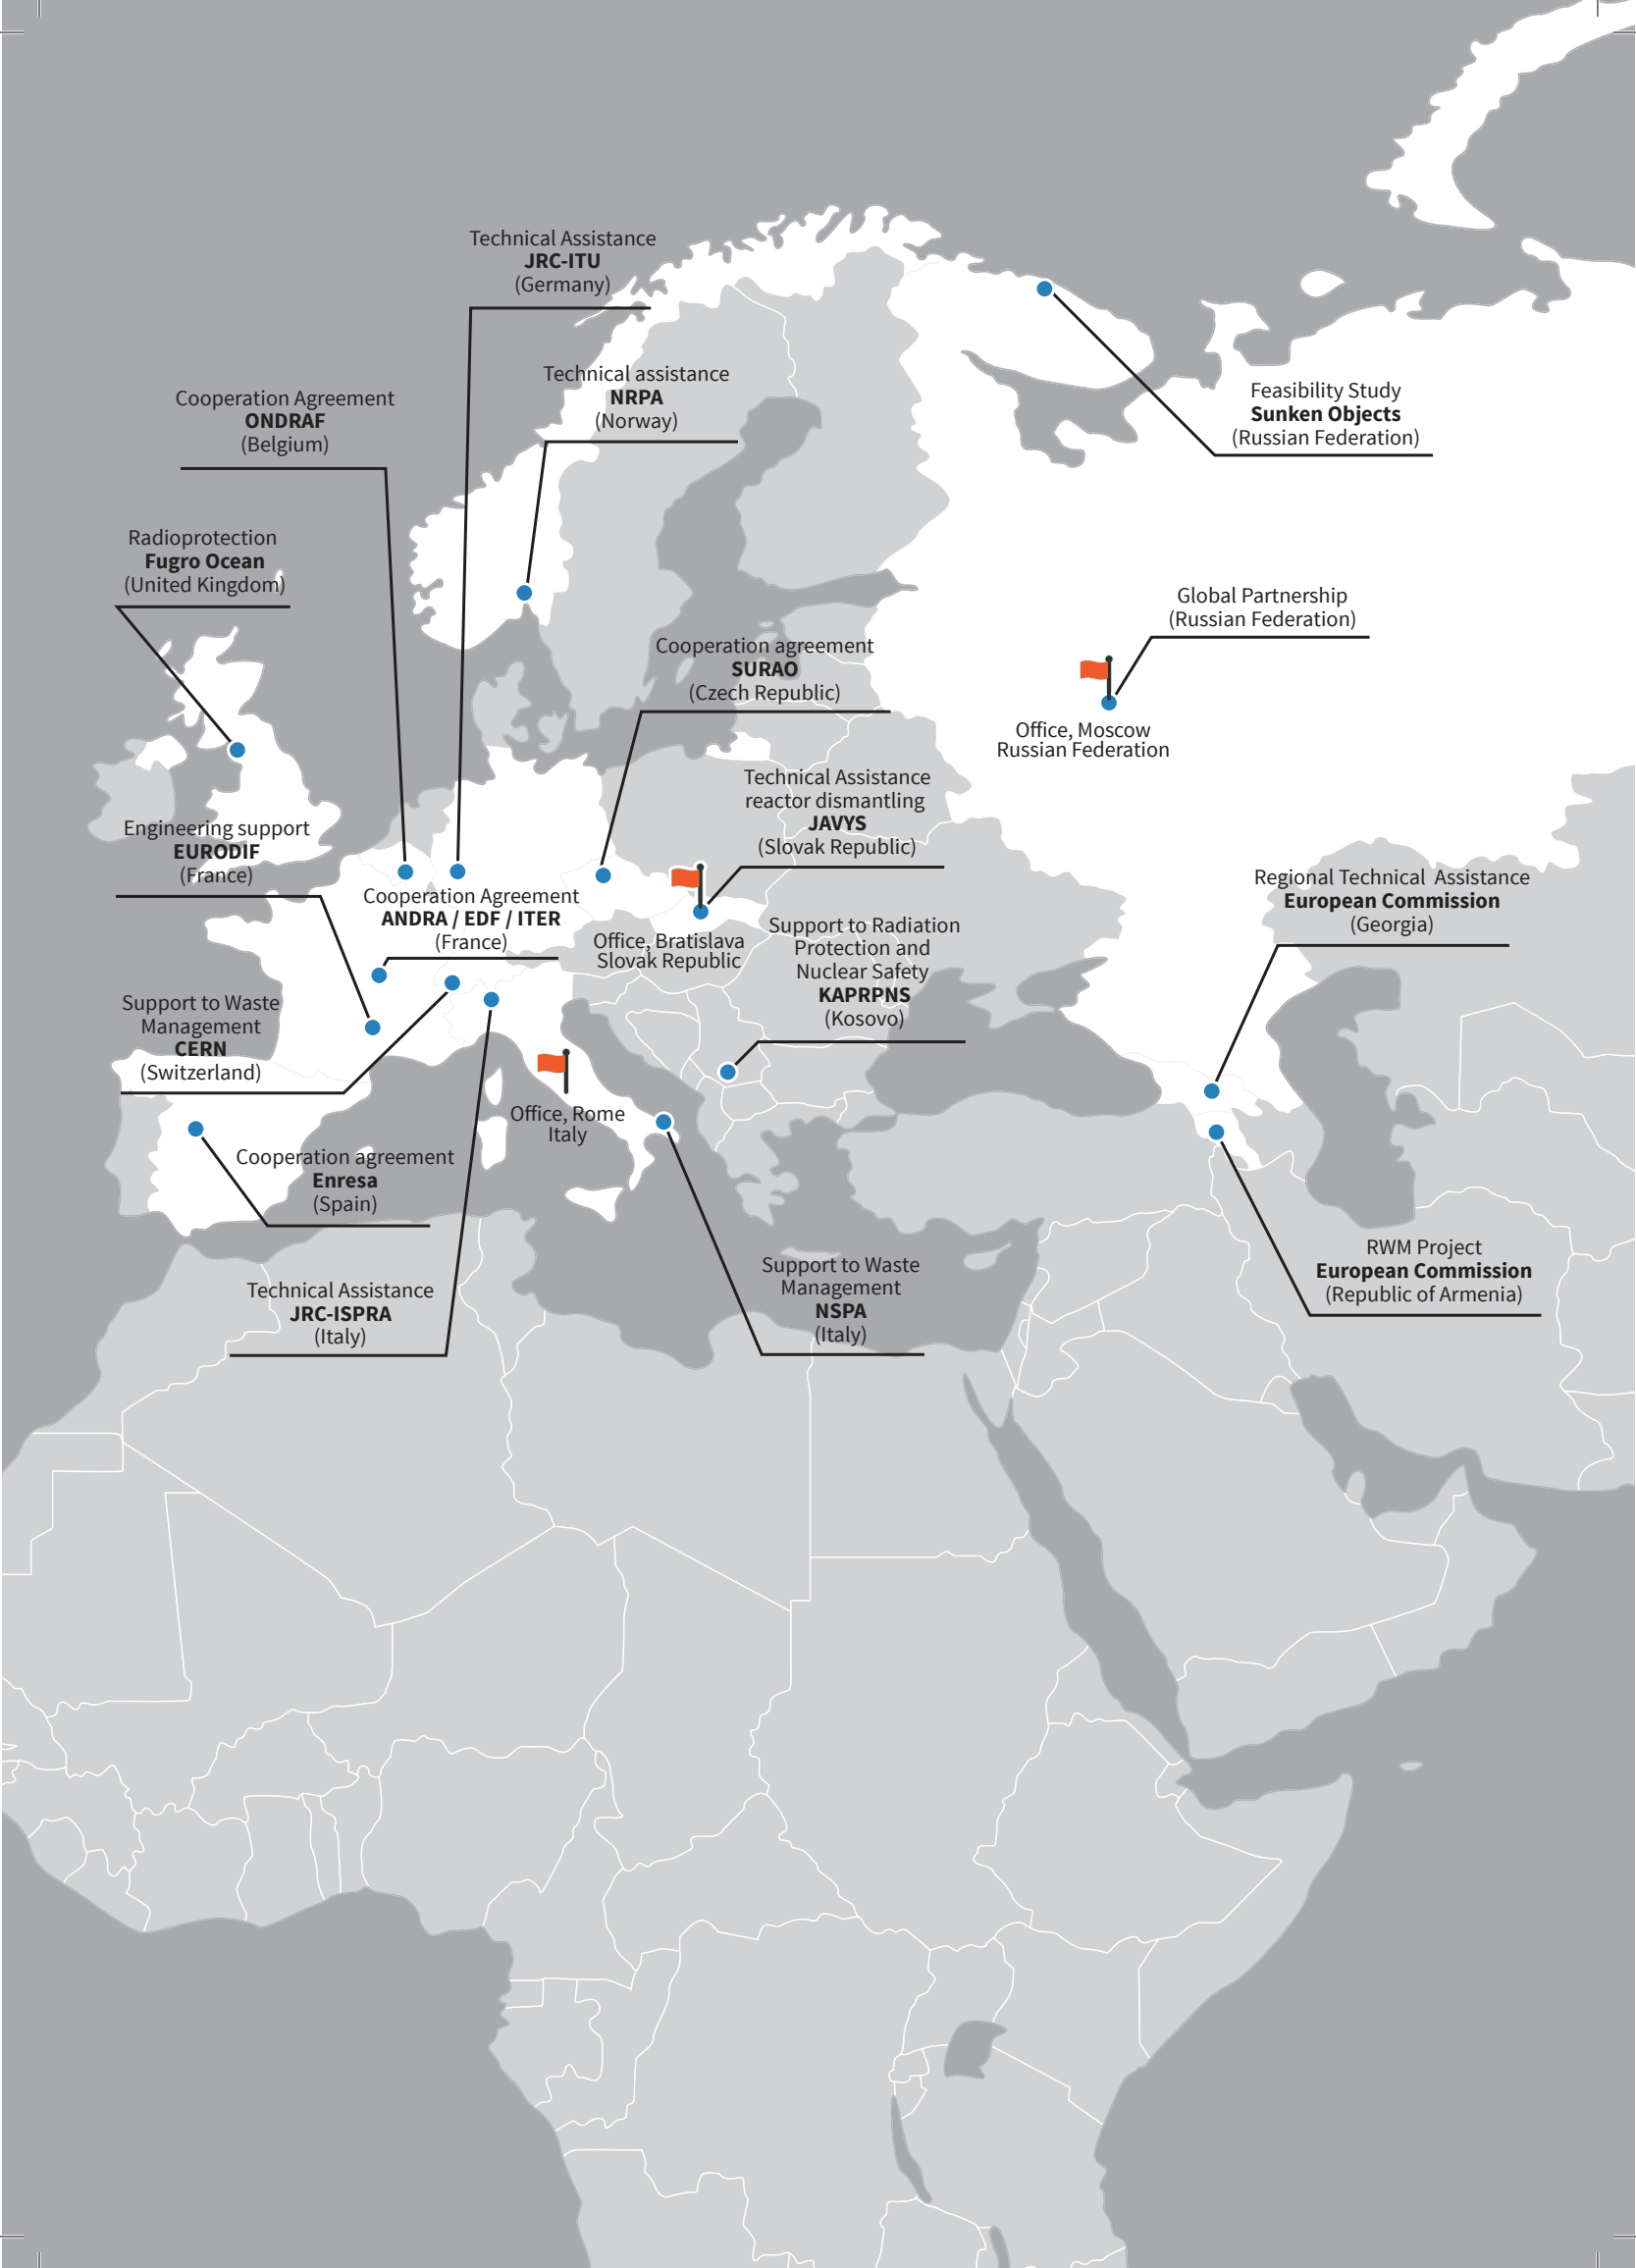 Technical Assistance
JRC-ITU
(Germany)
Technical assistance
NRPA
(Norway)
Cooperation Agreement
ONDRAF
(Belgium)
Feasibility Study
Sunken Objects
(Russian Federation)
Radioprotection
Fugro Ocean
(United Kingdom)
Global Partnership
(Russian Federation)
Cooperation agreement
SURAO
(Czech Republic)
Office, Moscow
Russian Federation
Technical Assistance
reactor dismantling
JAVYS
(Slovak Republic)
Engineering support
EURODIF
(France)
Cooperation Agreement
ANDRA / EDF / ITER
(France)
Office, Bratislava
Slovak Republic
Support to Radiation
Protection and
Nuclear Safety
KAPRPNS
(Kosovo)
Regional Technical Assistance
European Commission
(Georgia)
Support to Waste
Management
CERN
(Switzerland)
Office, Rome
Italy
Cooperation agreement
Enresa
(Spain)
Technical Assistance
JRC-ISPRA
(Italy)
Support to Waste
Management
NSPA
(Italy)
RWM Project
European Commission
(Republic of Armenia)